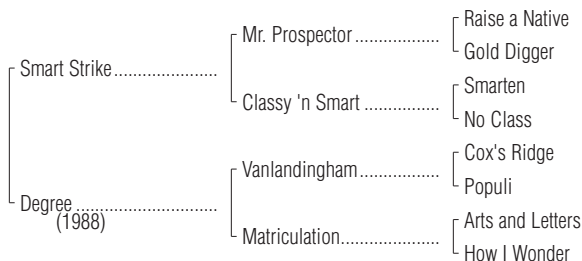 Raise a Native
Mr. Prospector ..................
Gold Digger
Smart Strike ......................
Smarten
Classy 'n Smart .................
No Class
Cox's Ridge
Vanlandingham .................
Populi
Degree ..............................
(1988)
Arts and Letters
Matriculation .....................
How I Wonder